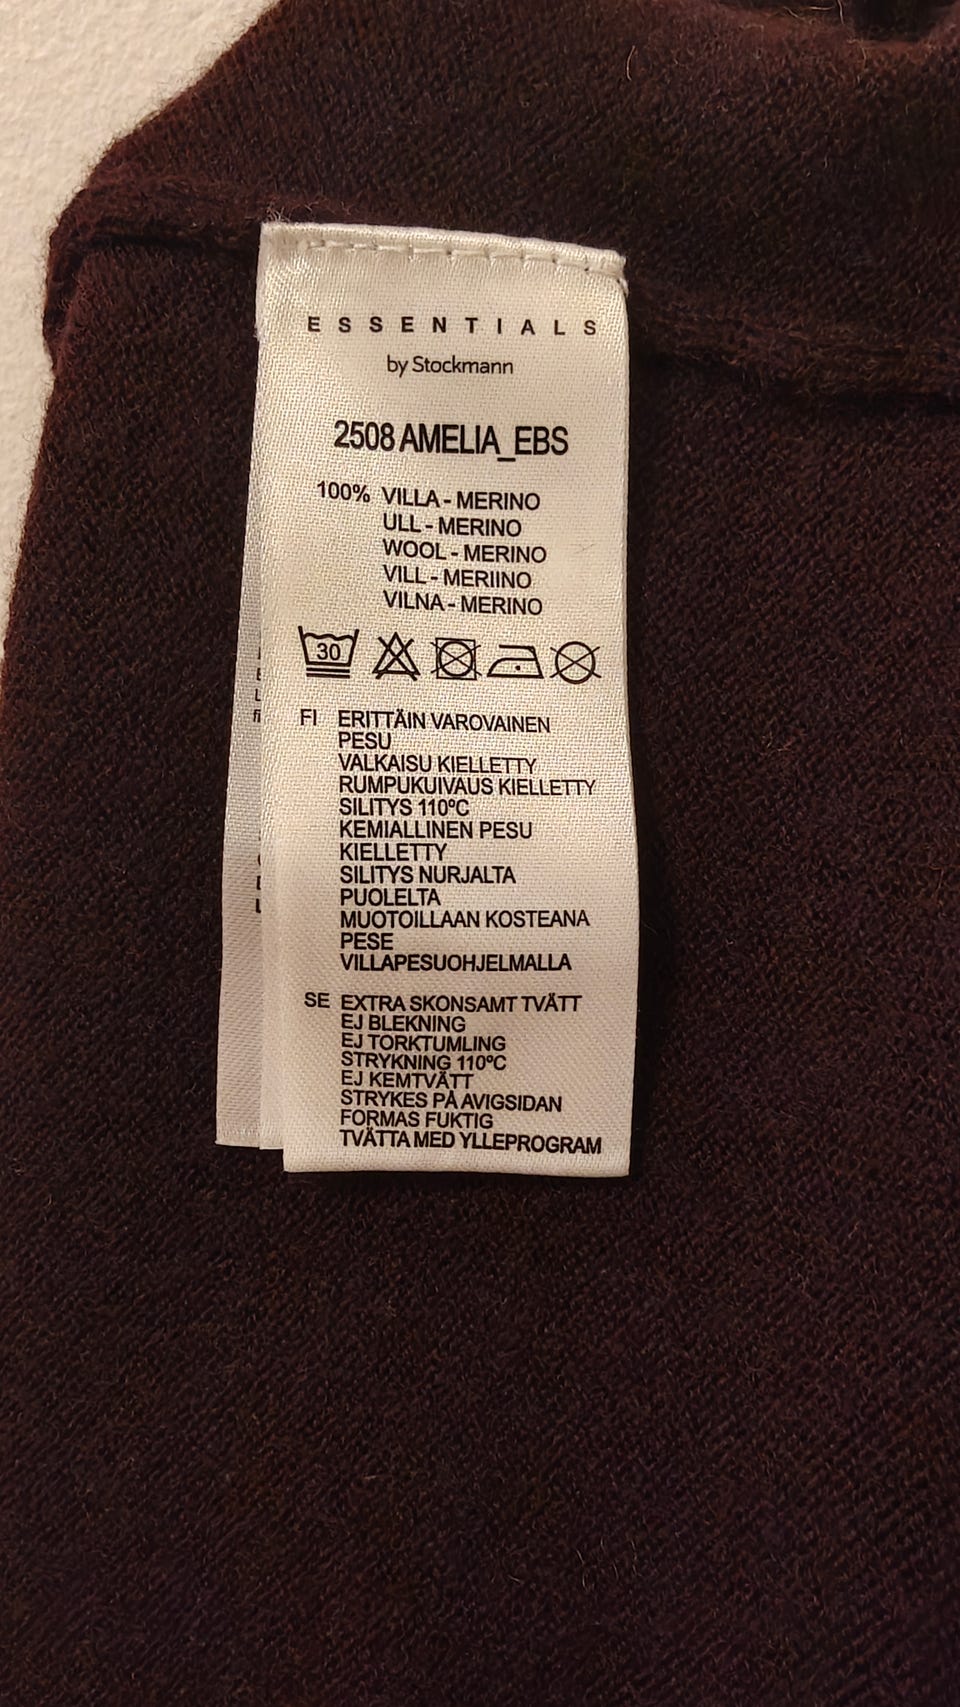 ESSENTIALS
by Stockmann
2508 AMELIA_EBS
100% VILLA - MERINO
ULL - MERINO
WOOL - MERINO
VILL - MERIINO
VILNA - MERINO
30
FI ERITTÄIN VAROVAINEN
PESU
VALKAISU KIELLETTY
RUMPUKUIVAUS KIELLETTY
SILITYS 110ºC
KEMIALLINEN PESU
KIELLETTY
SILITYS NURJALTA
PUOLELTA
MUOTOILLAAN KOSTEANA
PESE
VILLAPESUOHJELMALLA
SE EXTRA SKONSAMT TVÄTT
EJ BLEKNING
EJ TORKTUMLING
STRYKNING 110ºC
EJ KEMTVÄTT
STRYKES PÅ AVIGSIDAN
FORMAS FUKTIG
TVÄTTA MED YLLEPROGRAM